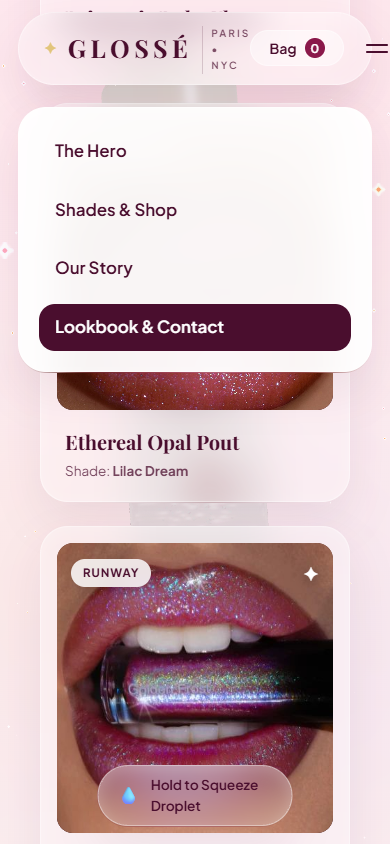 GLOSSÉ
PARIS
•
NYC
Bag 0
The Hero
Shades & Shop
Our Story
Lookbook & Contact
Ethereal Opal Pout
Shade: Lilac Dream
RUNWAY
Hold to Squeeze
Droplet